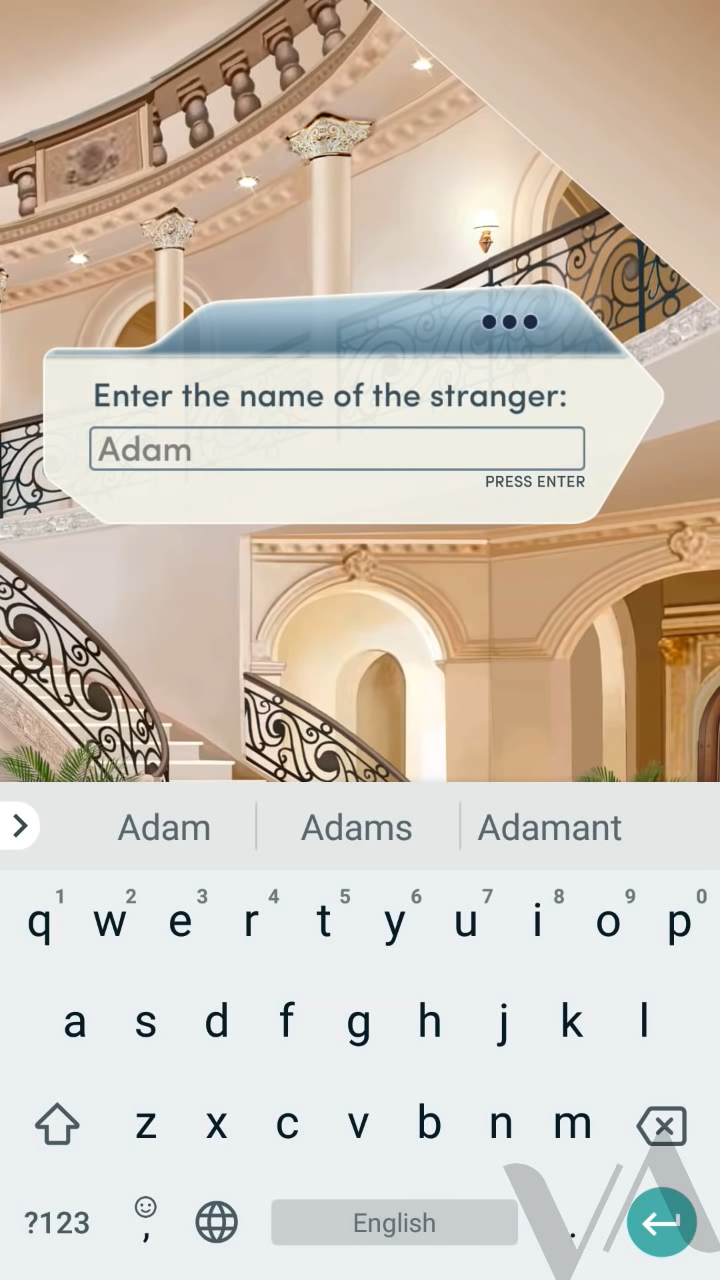 Enter the name of the stranger:
Adam
PRESS ENTER
Adam Adams Adamant
1 2 3 4 5 6 7 8 9 0
q w e r t y u i o p
a s d f g h j k l
z x c v b n m
?123 , English .
VA